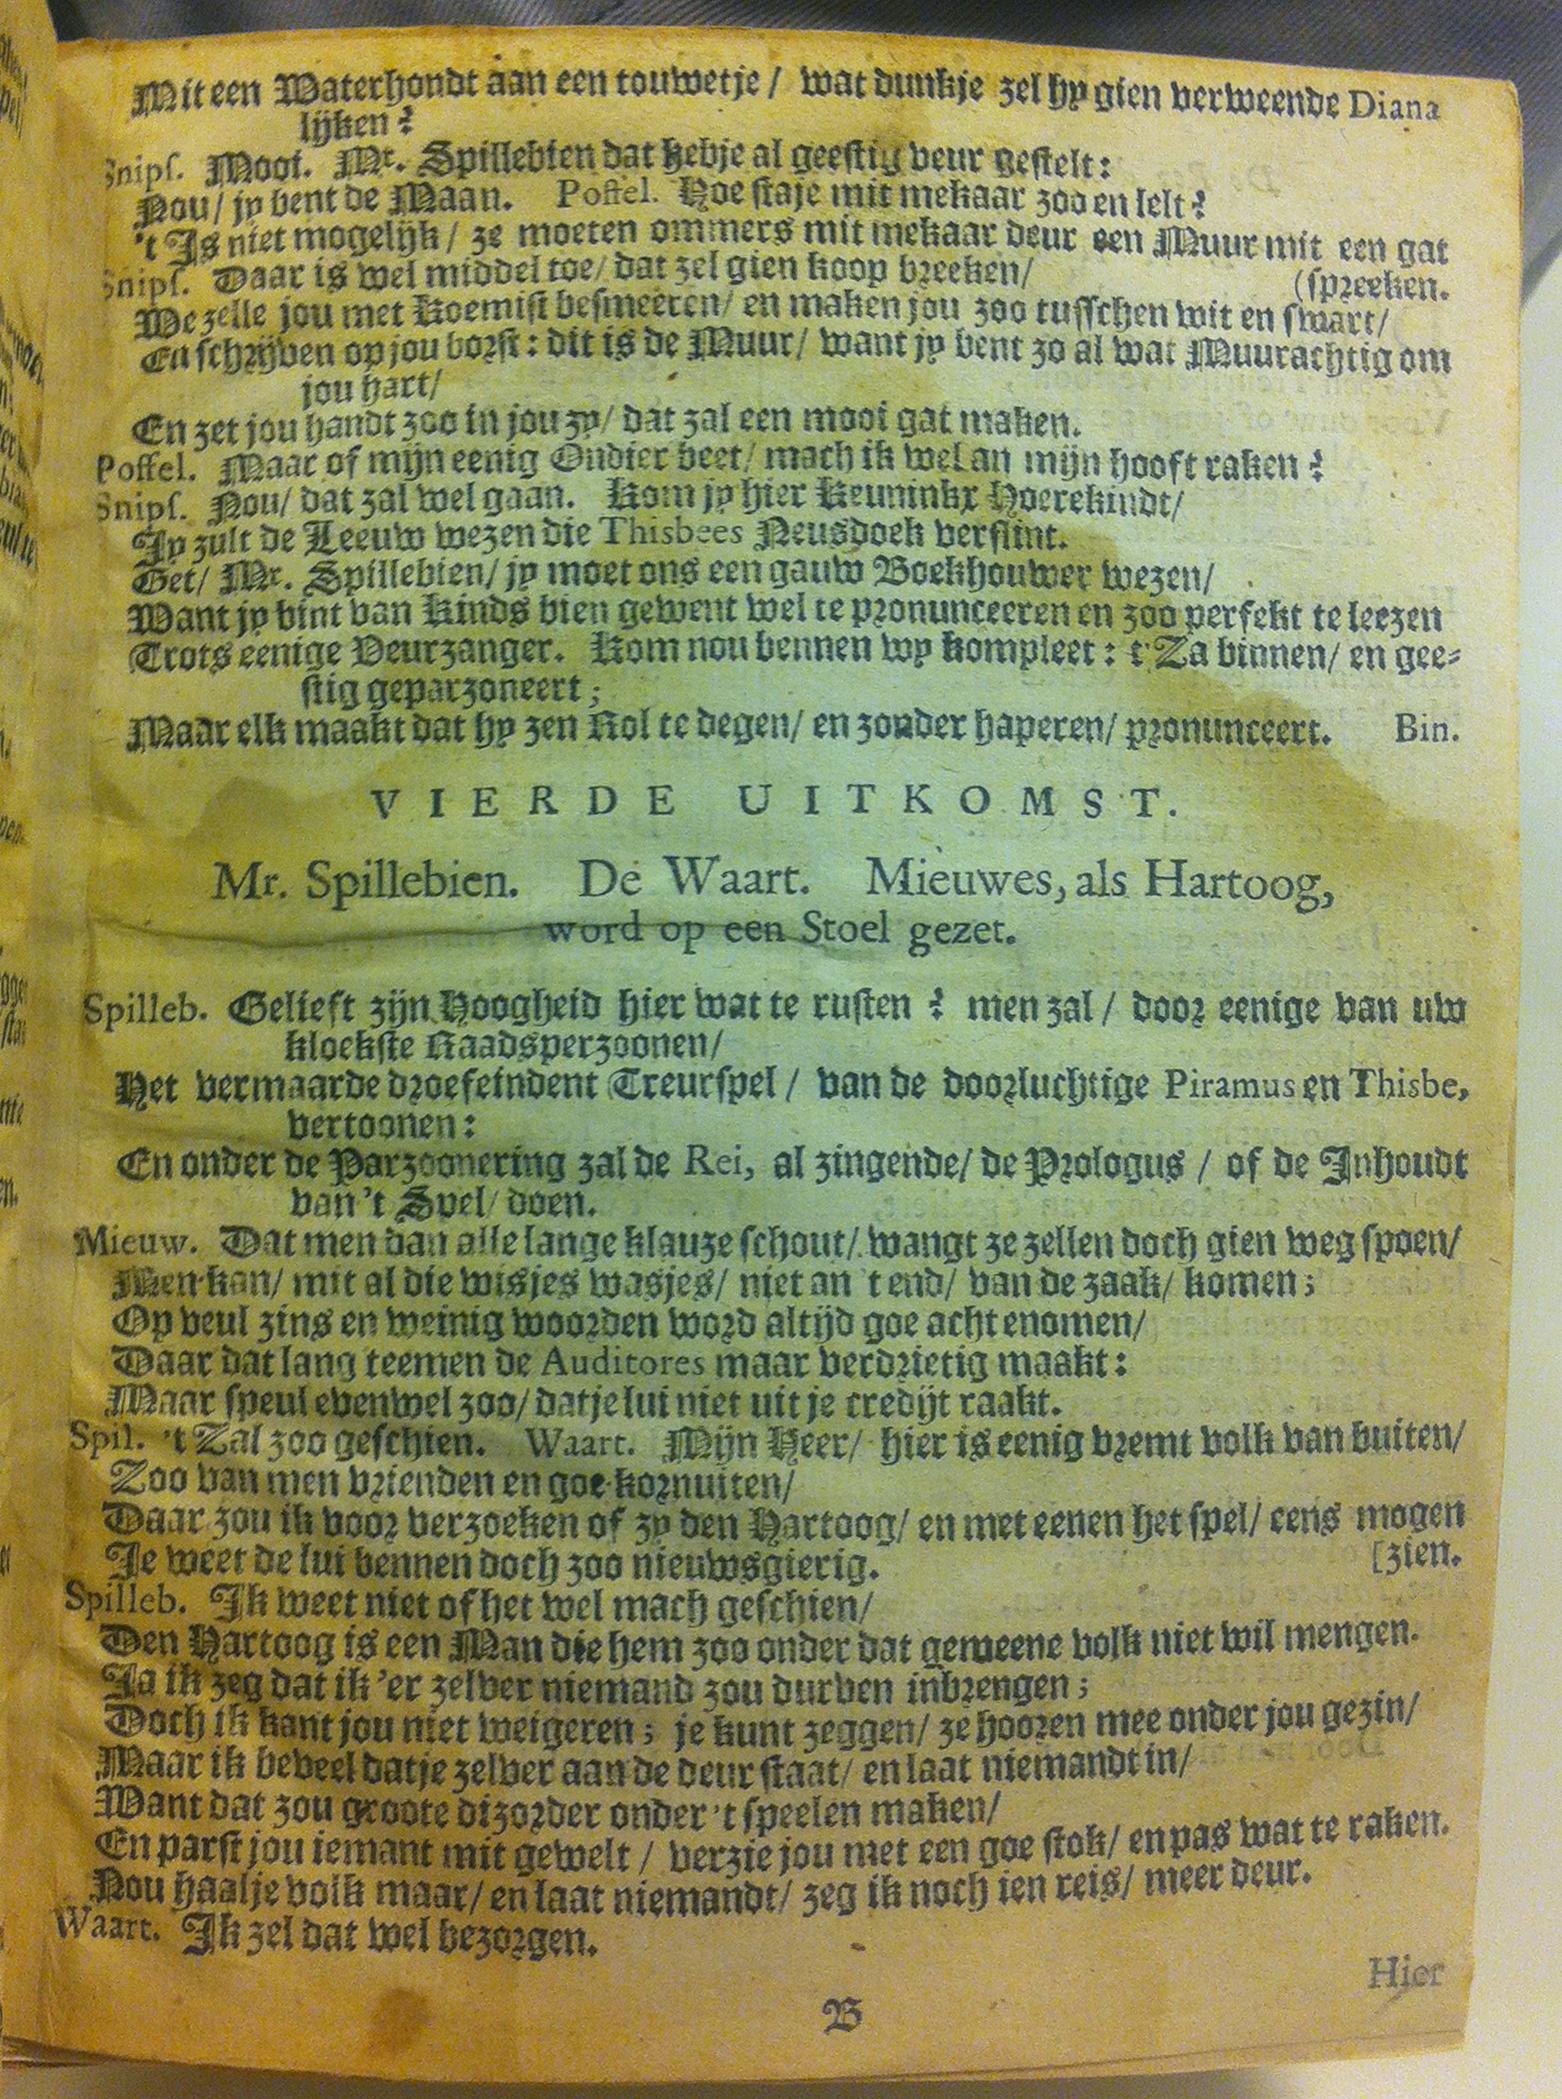 Mit een Waterhondt aan een touwetje / wat dunkje zel hy gien verweende Diana
lijken?
Snips. Mooi. Mr. Spillebien dat hebje al geestig veur gestelt:
Nou / jy bent de Maan. Poffel. Hoe staje mit mekaar zoo en lelt?
't Is niet mogelijk / ze moeten ommers mit mekaar deur een Muur mit een gat
(spreeken.
Snips. Daar is wel middel toe / dat zel gien koop breeken /
We zelle jou met Koemist besmeeren / en maken jou zoo tusschen wit en swart /
En schrijven op jou borst: dit is de Muur / want jy bent zo al wat Muurachtig om
jou hart /
En zet jou handt zoo in jou zy / dat zal een mooi gat maken.
Poffel. Maar of mijn eenig Ondier beet / mach ik wel an mijn hooft raken?
Snips. Nou / dat zal wel gaan. Kom jy hier Keuninkx Hoerekindt /
Jy zult de Leeuw wezen die Thisbees Neusdoek verslint.
Get / Mr. Spillebien / jy moet ons een gauw Boekhouwer wezen /
Want jy bint van kinds bien gewent wel te pronunceeren en zoo perfekt te leezen
Trots eenige Veurzanger. Kom nou bennen wy kompleet: t'Za binnen / en gee-
stig geparzoneert;
Maar elk maakt dat hy zen Rol te degen / en zonder haperen / pronunceert. Bin.
VIERDE UITKOMST.
Mr. Spillebien. De Waart. Mieuwes, als Hartoog,
word op een Stoel gezet.
Spilleb. Gelieft zijn Hoogheid hier wat te rusten? men zal / door eenige van uw
kloekste Raadsperzoonen /
Het vermaarde droefeindent Treurspel / van de doorluchtige Piramus en Thisbe,
vertoonen:
En onder de Parzoonering zal de Rei, al zingende / de Prologus / of de Inhoudt
van 't Spel / doen.
Mieuw. Dat men dan alle lange klauze schout / wangt ze zellen doch gien weg spoen /
Men kan / mit al die wisjes wasjes / niet an 't end / van de zaak / komen;
Op veul zins en weinig woorden word altijd goe acht enomen /
Daar dat lang teemen de Auditores maar verdrietig maakt:
Maar speul evenwel zoo / datje lui niet uit je credijt raakt.
Spil. 't Zal zoo geschien. Waart. Mijn Heer / hier is eenig vremt volk van buiten /
Zoo van men vrienden en goe kornuiten /
Daar zou ik voor verzoeken of zy den Hartoog / en met eenen het spel / eens mogen
[zien.
Je weet de lui bennen doch zoo nieuwsgierig.
Spilleb. Ik weet niet of het wel mach geschien /
Den Hartoog is een Man die hem zoo onder dat gemeene volk niet wil mengen.
Ja ik zeg dat ik 'er zelver niemand zou durven inbrengen;
Doch ik kant jou niet weigeren; je kunt zeggen / ze hooren mee onder jou gezin /
Maar ik beveel datje zelver aan de deur staat / en laat niemandt in /
Want dat zou groote dizorder onder 't speelen maken /
En parst jou iemant mit gewelt / verzie jou met een goe stok / en pas wat te raken.
Nou haalje volk maar / en laat niemandt / zeg ik noch ien reis / meer deur.
Waart. Ik zel dat wel bezorgen.
Hier
B